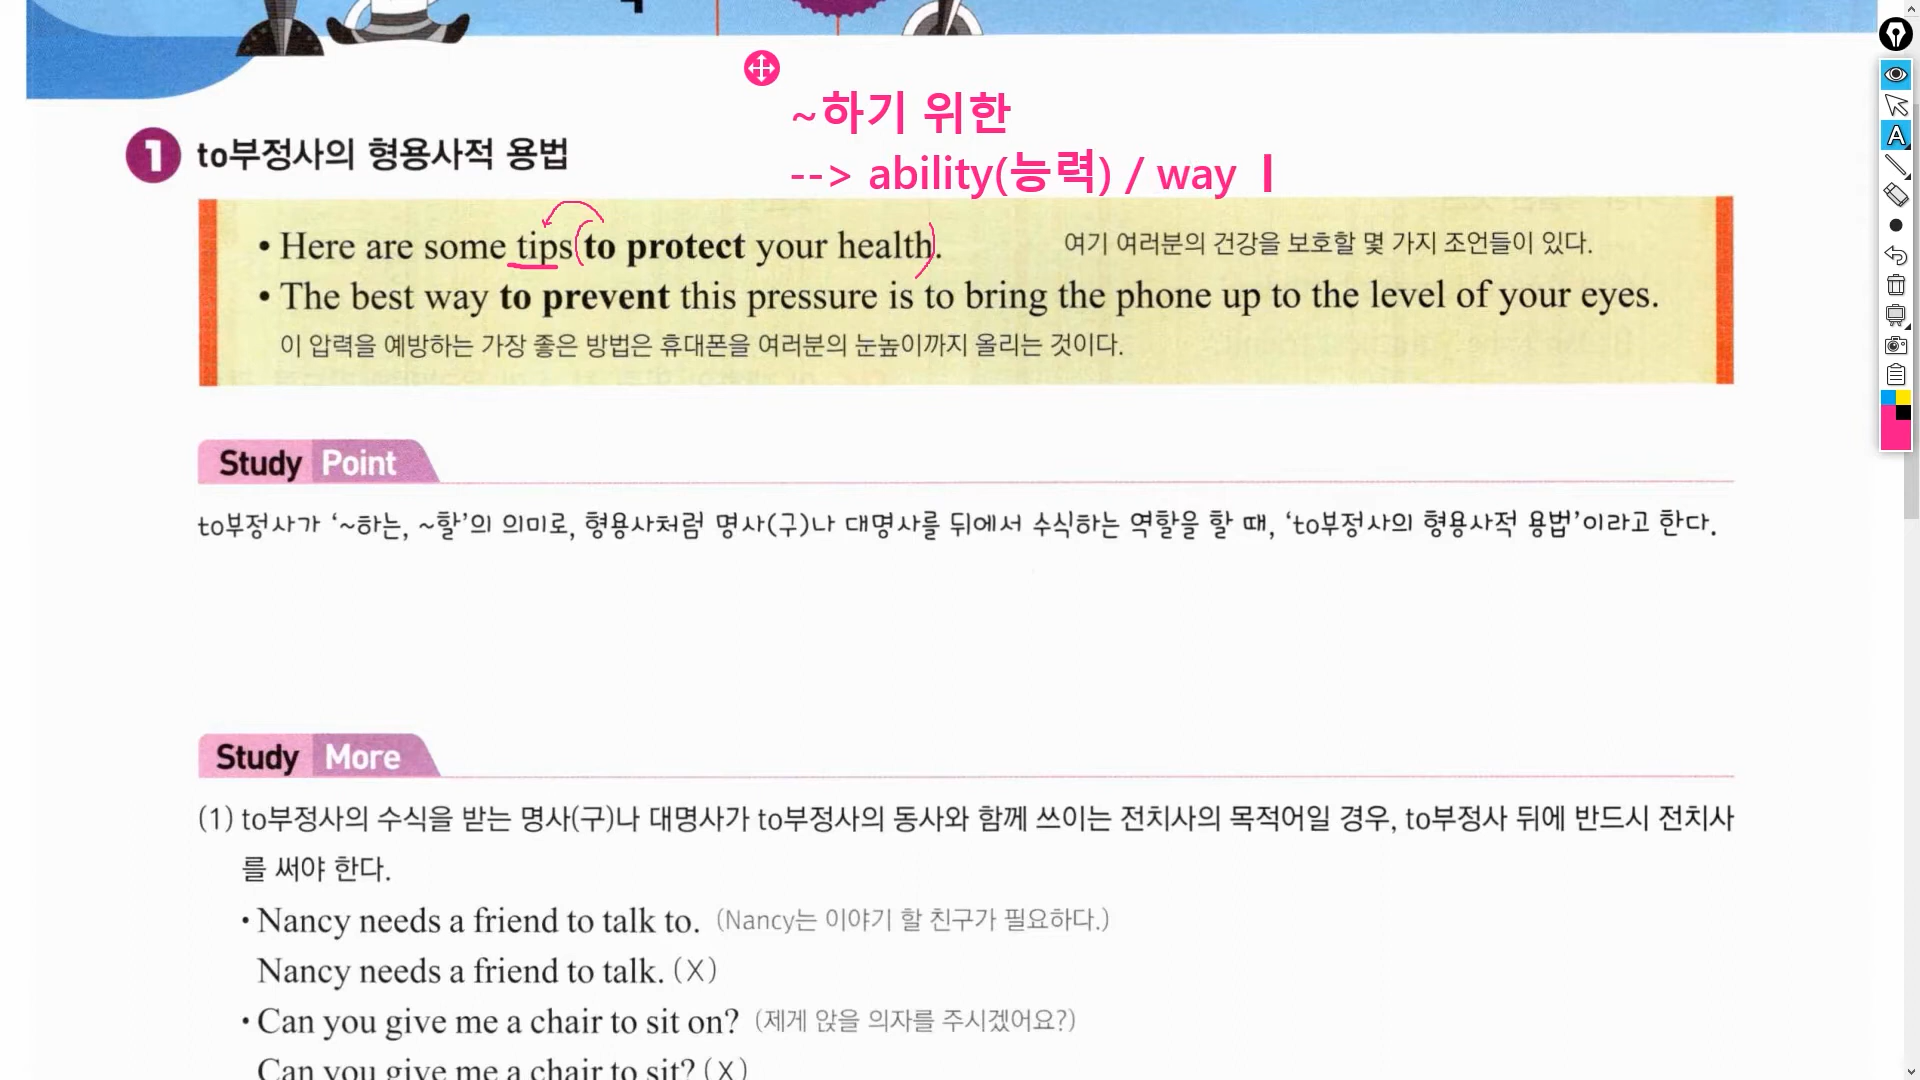 ~하기 위한
--> ability(능력) / way
1 to부정사의 형용사적 용법
• Here are some tips to protect your health. 여기 여러분의 건강을 보호할 몇 가지 조언들이 있다.
• The best way to prevent this pressure is to bring the phone up to the level of your eyes.
이 압력을 예방하는 가장 좋은 방법은 휴대폰을 여러분의 눈높이까지 올리는 것이다.
Study Point
to부정사가 ‘~하는, ~할’의 의미로, 형용사처럼 명사(구)나 대명사를 뒤에서 수식하는 역할을 할 때, ‘to부정사의 형용사적 용법’이라고 한다.
Study More
(1) to부정사의 수식을 받는 명사(구)나 대명사가 to부정사의 동사와 함께 쓰이는 전치사의 목적어일 경우, to부정사 뒤에 반드시 전치사
를 써야 한다.
• Nancy needs a friend to talk to. (Nancy는 이야기 할 친구가 필요하다.)
Nancy needs a friend to talk. (X)
• Can you give me a chair to sit on? (제게 앉을 의자를 주시겠어요?)
Can you give me a chair to sit? (X)